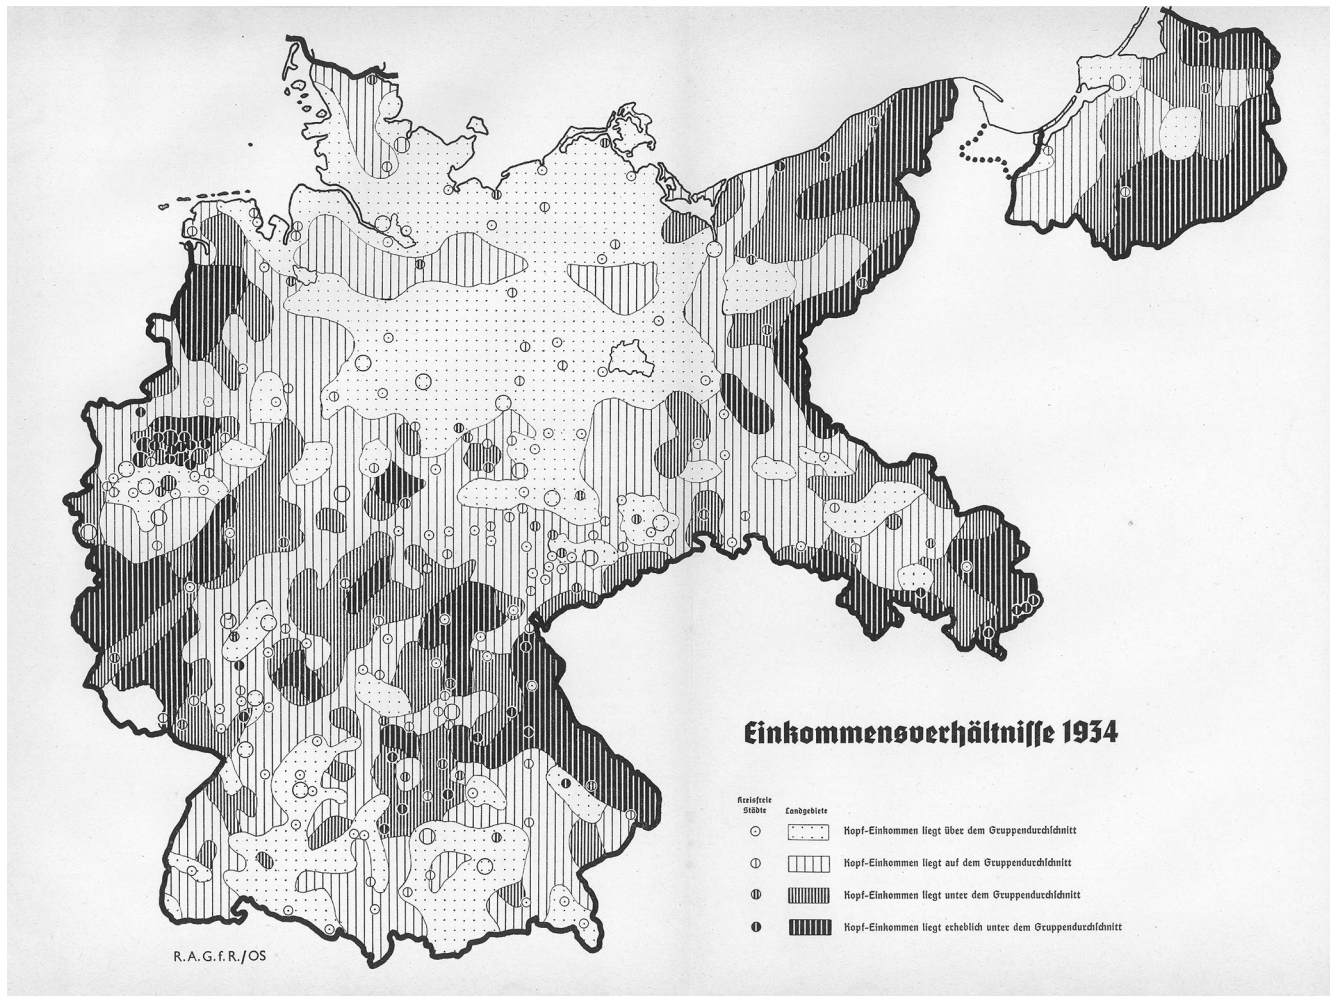 Einkommensverhältnisse 1934
Kreisfreie
Städte
Landgebiete
Kopf-Einkommen liegt über dem Gruppendurchschnitt
Kopf-Einkommen liegt auf dem Gruppendurchschnitt
Kopf-Einkommen liegt unter dem Gruppendurchschnitt
Kopf-Einkommen liegt erheblich unter dem Gruppendurchschnitt
R.A.G.f.R./OS